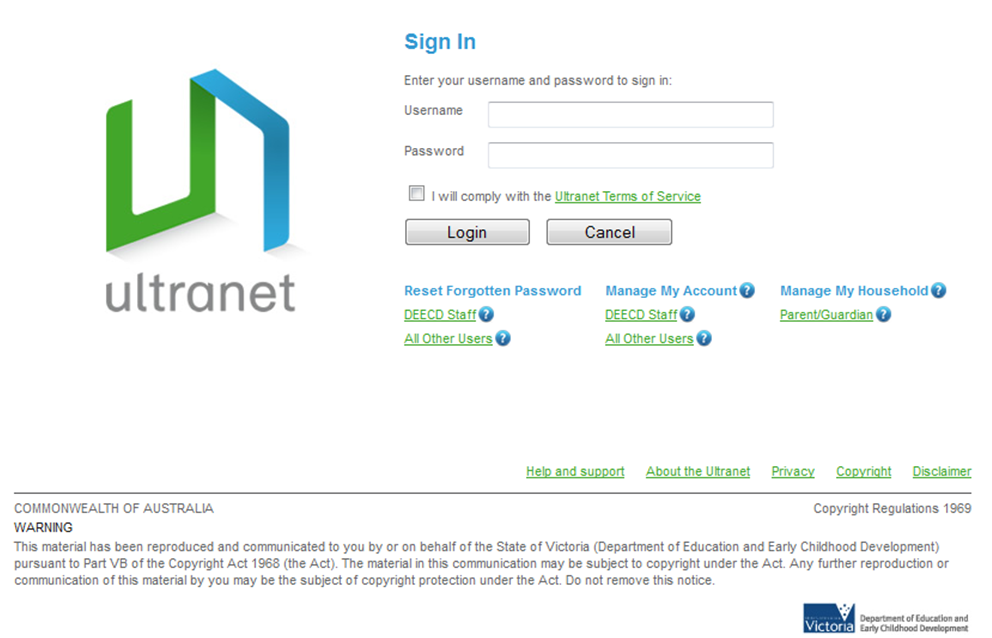 Sign In
Enter your username and password to sign in:
Username
Password
I will comply with the Ultranet Terms of Service
Login Cancel
ultranet
Reset Forgotten Password Manage My Account ? Manage My Household ?
DEECD Staff ? DEECD Staff ? Parent/Guardian ?
All Other Users ? All Other Users ?
Help and support About the Ultranet Privacy Copyright Disclaimer
COMMONWEALTH OF AUSTRALIA Copyright Regulations 1969
WARNING
This material has been reproduced and communicated to you by or on behalf of the State of Victoria (Department of Education and Early Childhood Development)
pursuant to Part VB of the Copyright Act 1968 (the Act). The material in this communication may be subject to copyright under the Act. Any further reproduction or
communication of this material by you may be the subject of copyright protection under the Act. Do not remove this notice.
Victoria
Department of Education and
Early Childhood Development